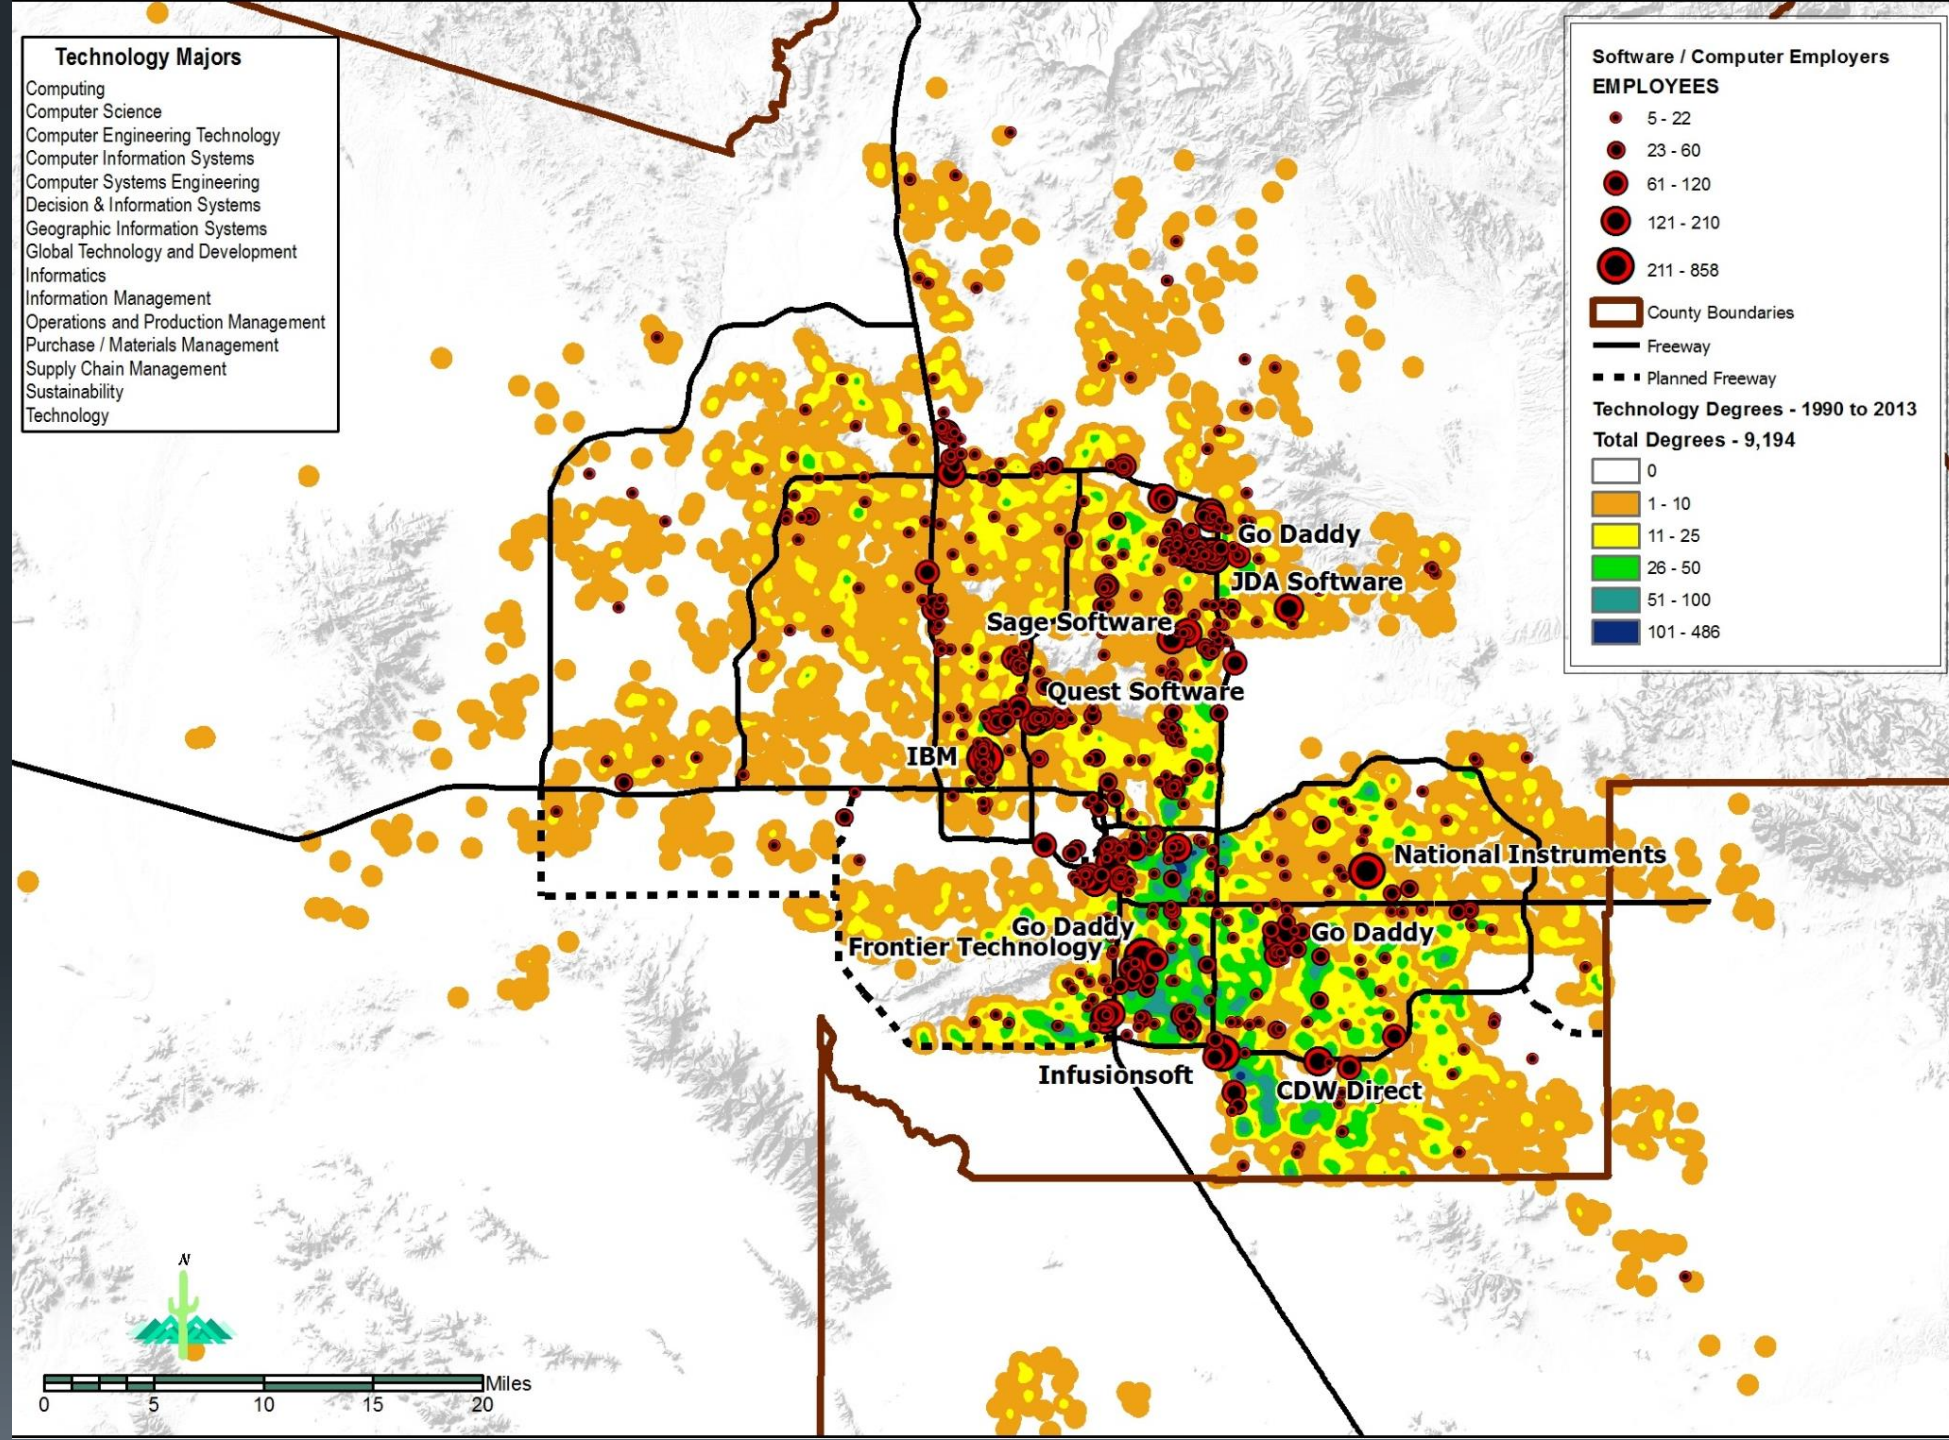 Technology Majors
Computing
Computer Science
Computer Engineering Technology
Computer Information Systems
Computer Systems Engineering
Decision & Information Systems
Geographic Information Systems
Global Technology and Development
Informatics
Information Management
Operations and Production Management
Purchase / Materials Management
Supply Chain Management
Sustainability
Technology
Software / Computer Employers
EMPLOYEES
5 - 22
23 - 60
61 - 120
121 - 210
211 - 858
County Boundaries
Freeway
Planned Freeway
Technology Degrees - 1990 to 2013
Total Degrees - 9,194
0
1 - 10
11 - 25
26 - 50
51 - 100
101 - 486
Go Daddy
JDA Software
Sage Software
Quest Software
IBM
National Instruments
Go Daddy
Go Daddy
Frontier Technology
Infusionsoft
CDW Direct
N
Miles
0 5 10 15 20